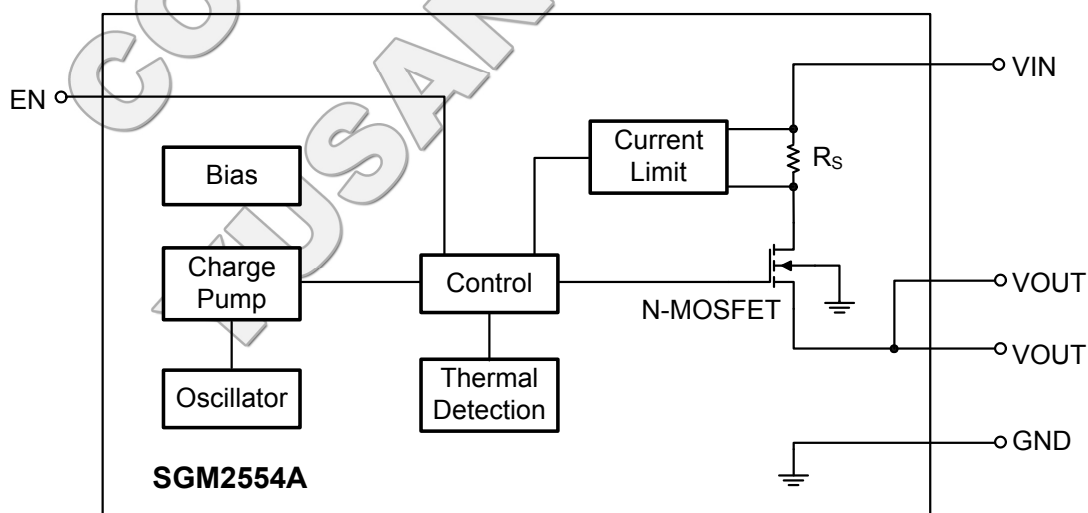 VIN
EN
Current
Limit
RS
Bias
Charge
Pump
Control
N-MOSFET
VOUT
VOUT
Oscillator
Thermal
Detection
GND
SGM2554A